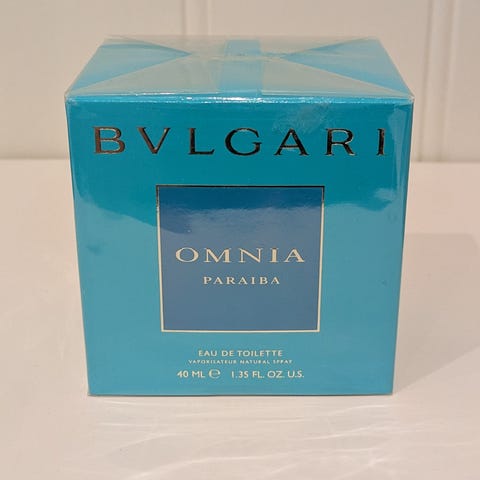 BVLGARI
OMNIA
PARAIBA
EAU DE TOILETTE
VAPORISATEUR NATURAL SPRAY
40 ML ℮ 1.35 FL. OZ. U.S.